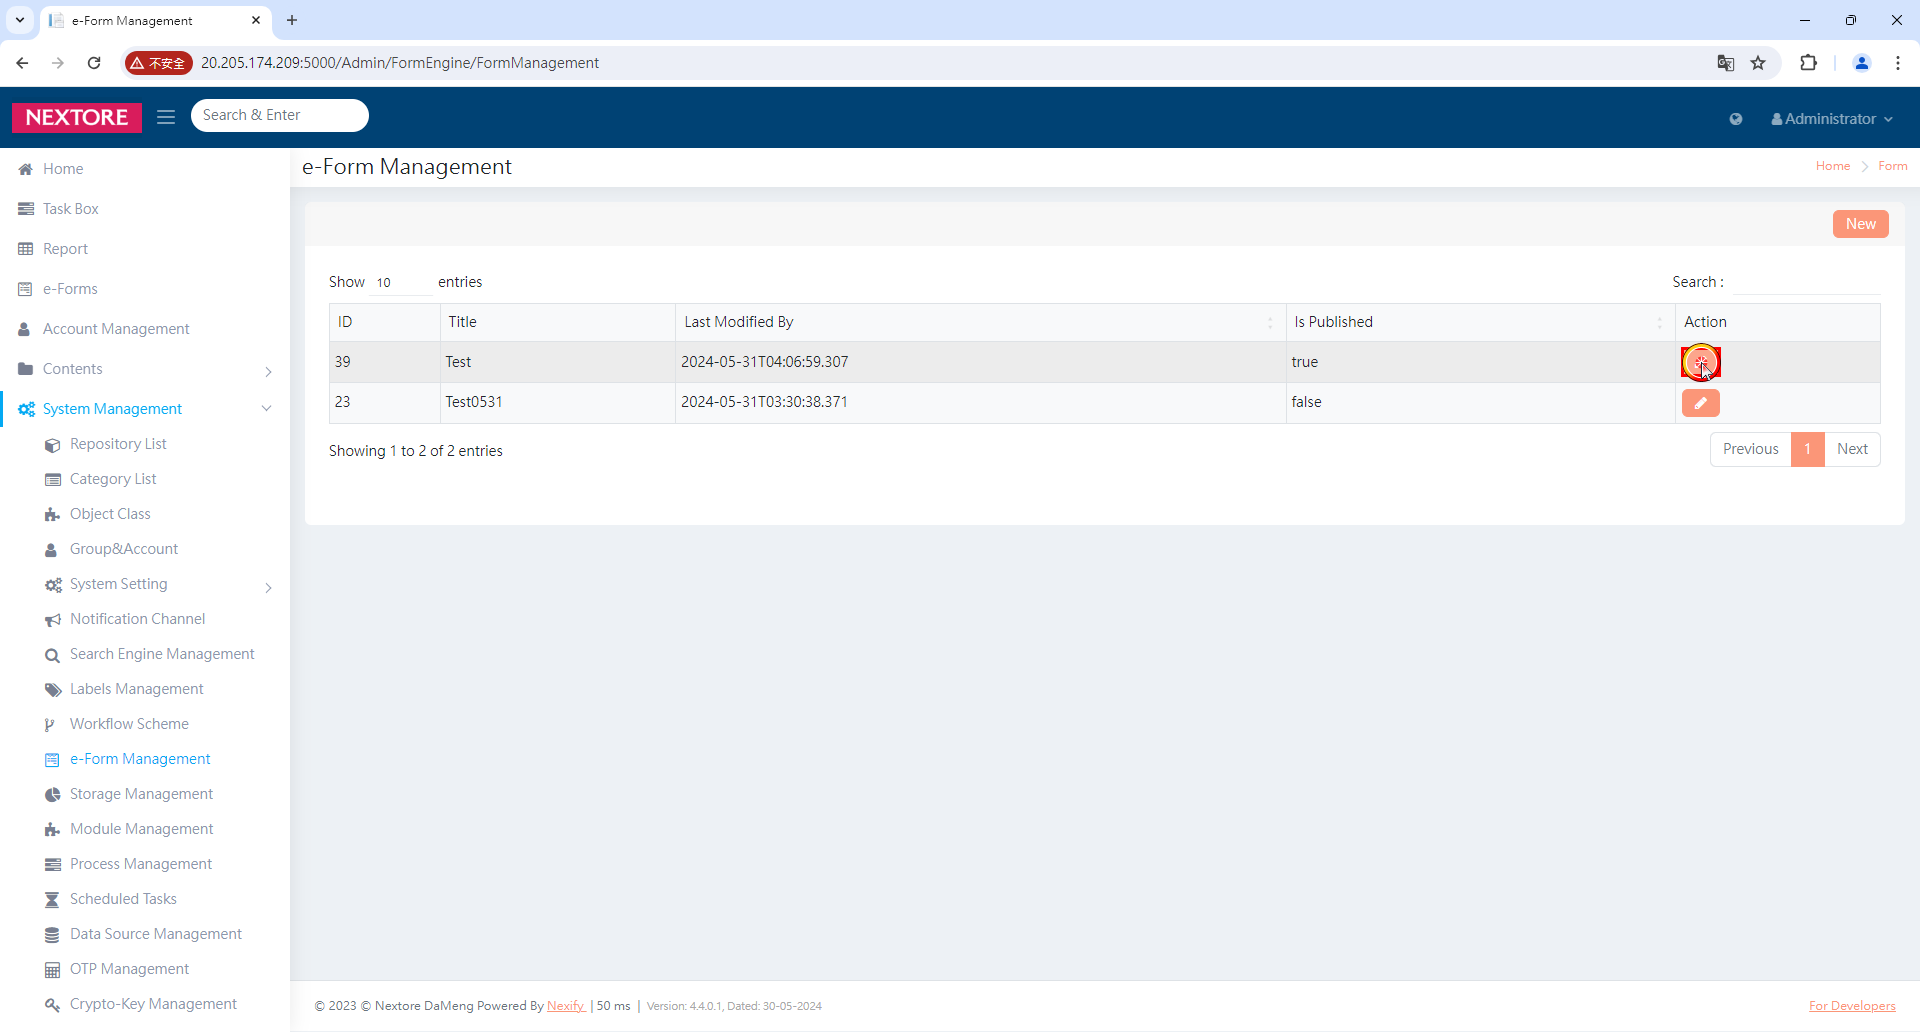 e-Form Management
不安全 20.205.174.209:5000/Admin/FormEngine/FormManagement
NEXTORE Search & Enter Administrator
Home
Task Box
Report
e-Forms
Account Management
Contents
System Management
Repository List
Category List
Object Class
Group&Account
System Setting
Notification Channel
Search Engine Management
Labels Management
Workflow Scheme
e-Form Management
Storage Management
Module Management
Process Management
Scheduled Tasks
Data Source Management
OTP Management
Crypto-Key Management
e-Form Management Home Form
New
Show 10 entries Search :
ID Title Last Modified By Is Published Action
39 Test 2024-05-31T04:06:59.307 true
23 Test0531 2024-05-31T03:30:38.371 false
Showing 1 to 2 of 2 entries Previous 1 Next
© 2023 © Nextore DaMeng Powered By Nexify | 50 ms | Version: 4.4.0.1, Dated: 30-05-2024 For Developers